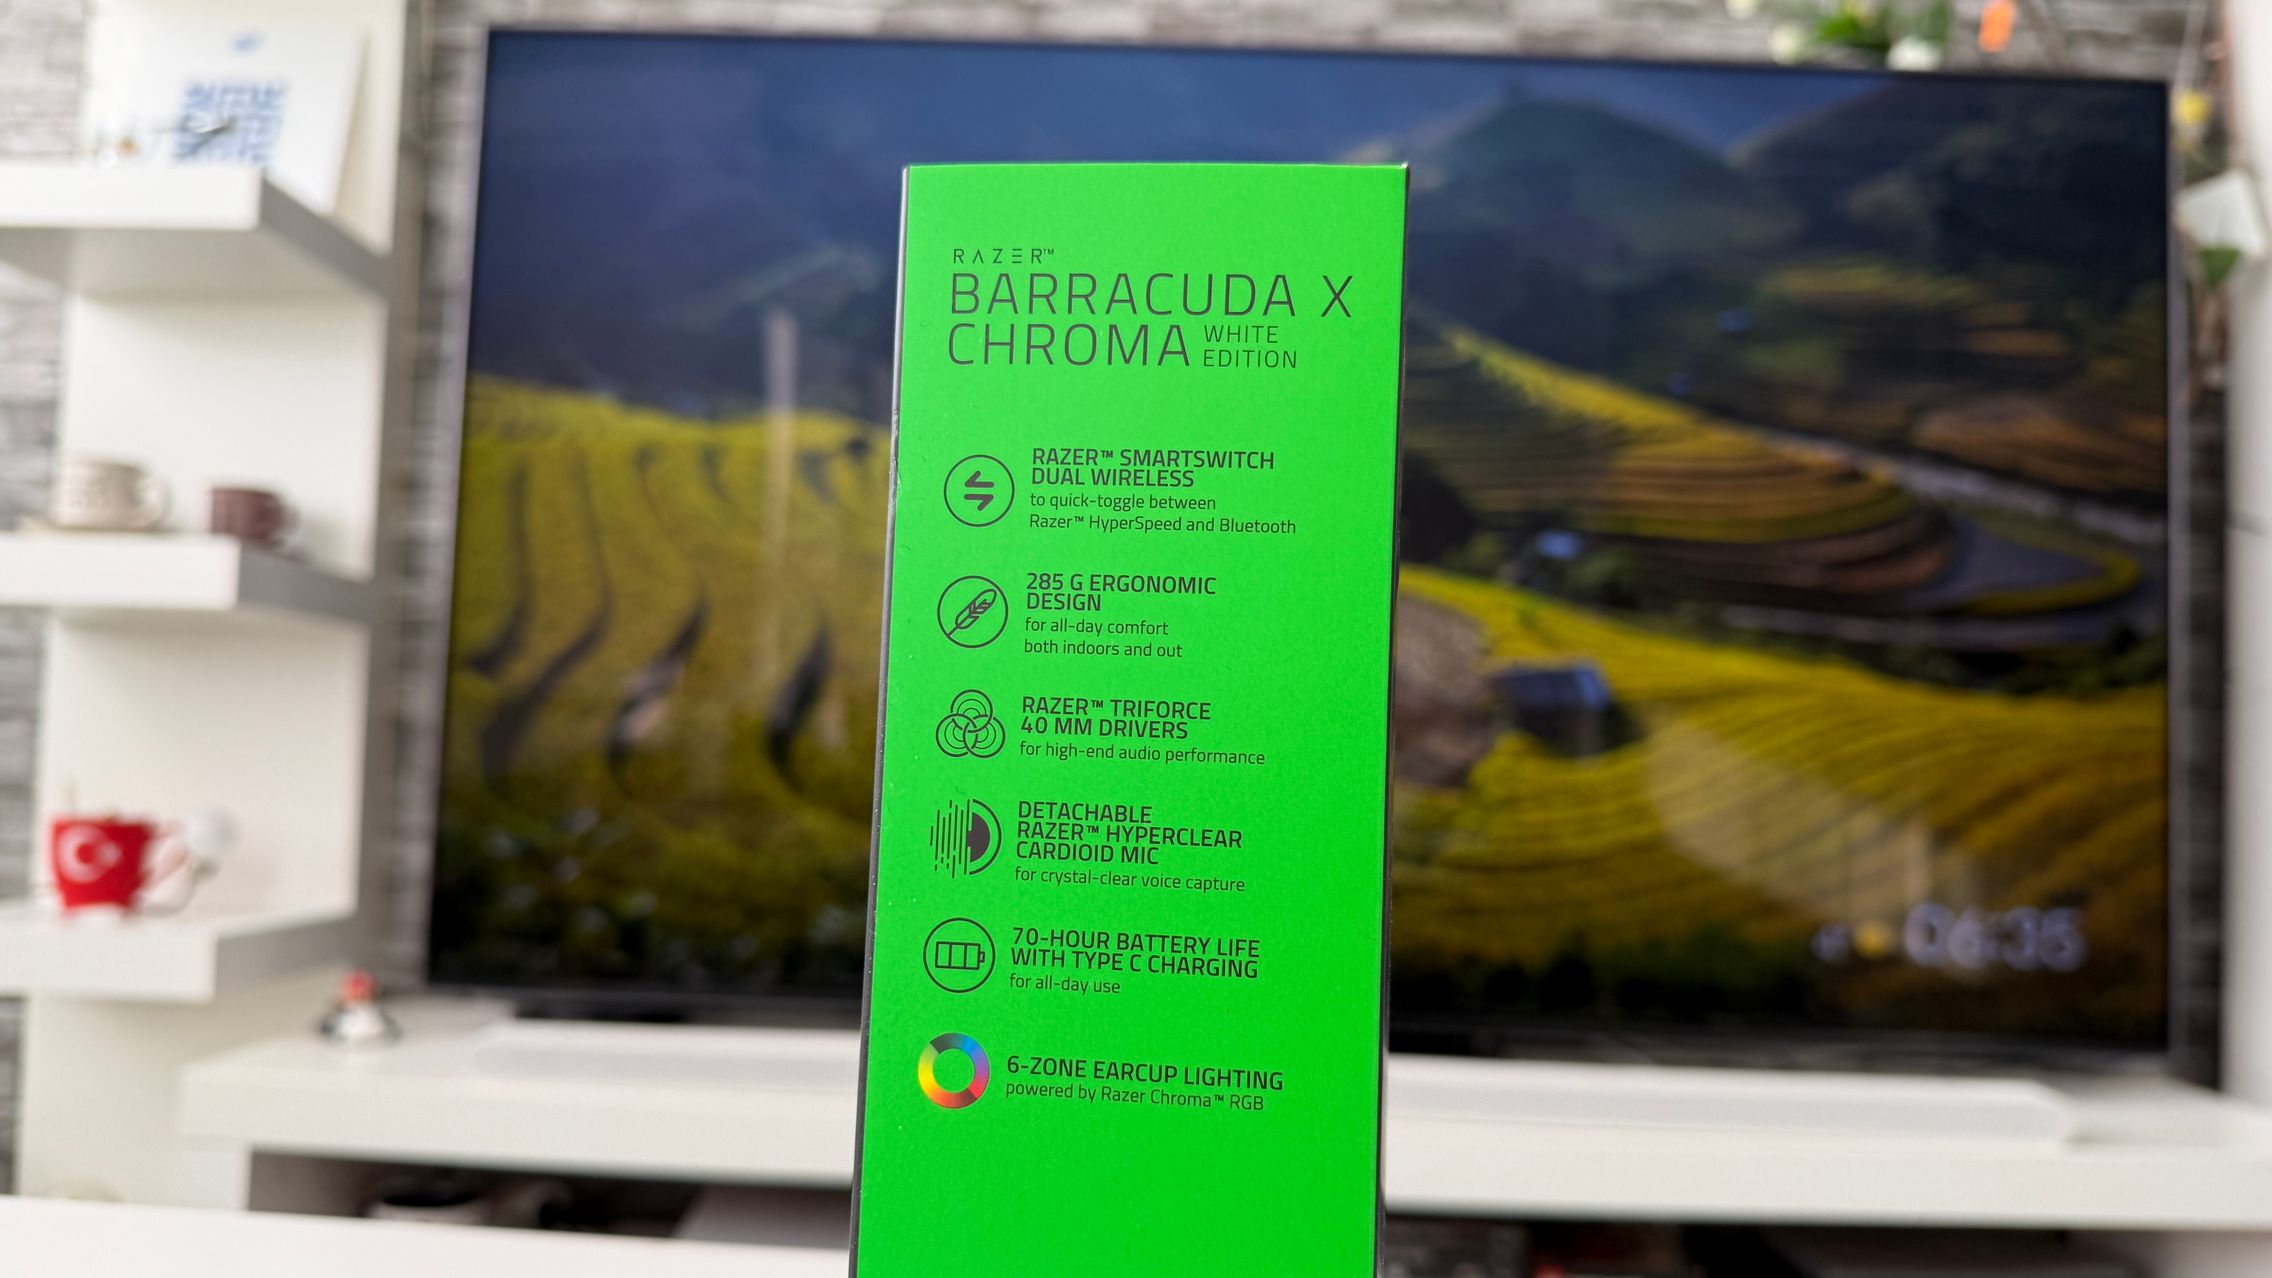 RAZER™
BARRACUDA X
CHROMA WHITE
EDITION
RAZER™ SMARTSWITCH
DUAL WIRELESS
to quick-toggle between
Razer™ HyperSpeed and Bluetooth
285 G ERGONOMIC
DESIGN
for all-day comfort
both indoors and out
RAZER™ TRIFORCE
40 MM DRIVERS
for high-end audio performance
DETACHABLE
RAZER™ HYPERCLEAR
CARDIOID MIC
for crystal-clear voice capture
70-HOUR BATTERY LIFE
WITH TYPE C CHARGING
for all-day use
6-ZONE EARCUP LIGHTING
powered by Razer Chroma™ RGB
06:35